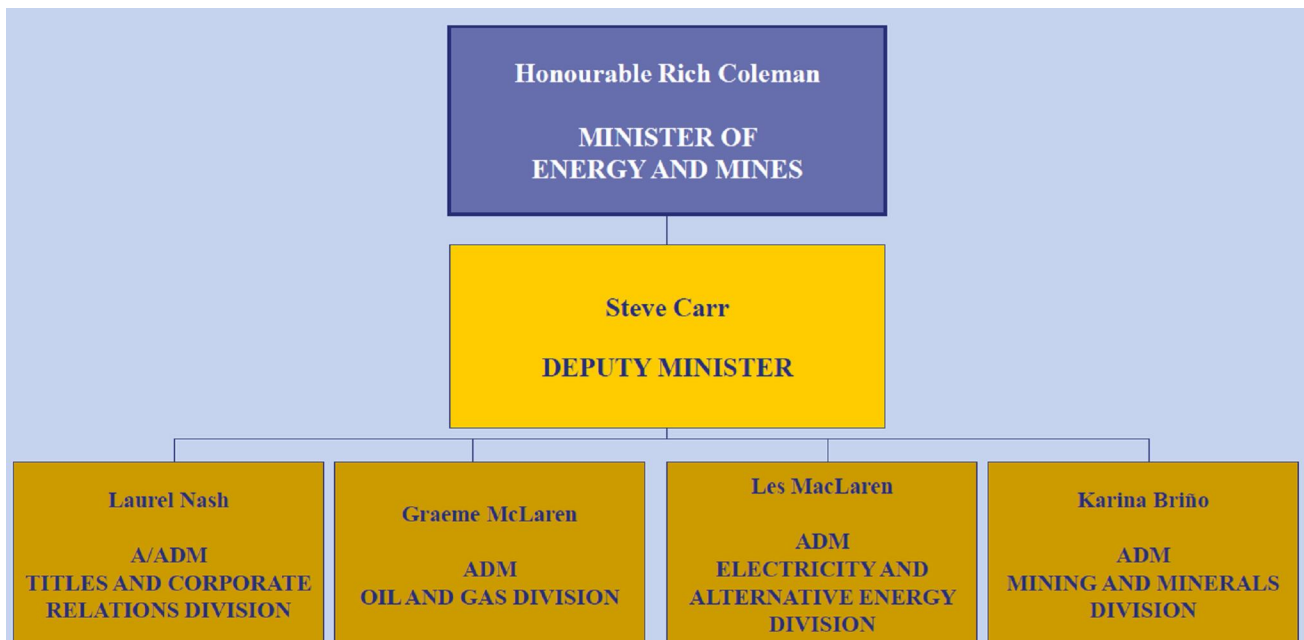 Honourable Rich Coleman
MINISTER OF
ENERGY AND MINES
Steve Carr
DEPUTY MINISTER
Laurel Nash
A/ADM
TITLES AND CORPORATE
RELATIONS DIVISION
Graeme McLaren
ADM
OIL AND GAS DIVISION
Les MacLaren
ADM
ELECTRICITY AND
ALTERNATIVE ENERGY
DIVISION
Karina Briño
ADM
MINING AND MINERALS
DIVISION